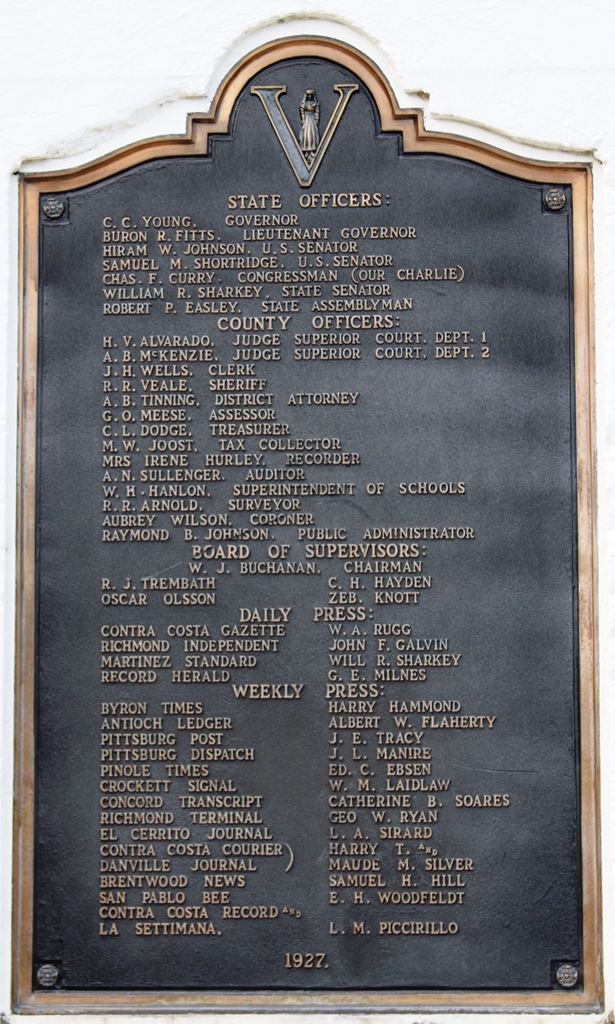 V
STATE OFFICERS:
C. C. YOUNG, GOVERNOR
BURON R. FITTS, LIEUTENANT GOVERNOR
HIRAM W. JOHNSON, U.S. SENATOR
SAMUEL M. SHORTRIDGE, U.S. SENATOR
CHAS. F. CURRY, CONGRESSMAN (OUR CHARLIE)
WILLIAM R. SHARKEY, STATE SENATOR
ROBERT P. EASLEY, STATE ASSEMBLYMAN
COUNTY OFFICERS:
H. V. ALVARADO, JUDGE SUPERIOR COURT, DEPT. 1
A. B. McKENZIE, JUDGE SUPERIOR COURT, DEPT. 2
J. H. WELLS, CLERK
R. R. VEALE, SHERIFF
A. B. TINNING, DISTRICT ATTORNEY
G. O. MEESE, ASSESSOR
C. L. DODGE, TREASURER
M. W. JOOST, TAX COLLECTOR
MRS IRENE HURLEY, RECORDER
A. N. SULLENGER, AUDITOR
W. H. HANLON, SUPERINTENDENT OF SCHOOLS
R. R. ARNOLD, SURVEYOR
AUBREY WILSON, CORONER
RAYMOND B. JOHNSON, PUBLIC ADMINISTRATOR
BOARD OF SUPERVISORS:
W. J. BUCHANAN, CHAIRMAN
R. J. TREMBATH C. H. HAYDEN
OSCAR OLSSON ZEB. KNOTT
DAILY PRESS:
CONTRA COSTA GAZETTE W. A. RUGG
RICHMOND INDEPENDENT JOHN F. GALVIN
MARTINEZ STANDARD WILL R. SHARKEY
RECORD HERALD G. E. MILNES
WEEKLY PRESS:
BYRON TIMES HARRY HAMMOND
ANTIOCH LEDGER ALBERT W. FLAHERTY
PITTSBURG POST J. E. TRACY
PITTSBURG DISPATCH J. L. MANIRE
PINOLE TIMES ED. C. EBSEN
CROCKETT SIGNAL W. M. LAIDLAW
CONCORD TRANSCRIPT CATHERINE B. SOARES
RICHMOND TERMINAL GEO W. RYAN
EL CERRITO JOURNAL L. A. SIRARD
CONTRA COSTA COURIER) HARRY T. AND
DANVILLE JOURNAL ) MAUDE M. SILVER
BRENTWOOD NEWS SAMUEL H. HILL
SAN PABLO BEE E. H. WOODFELDT
CONTRA COSTA RECORD AND
LA SETTIMANA, L. M. PICCIRILLO
1927.